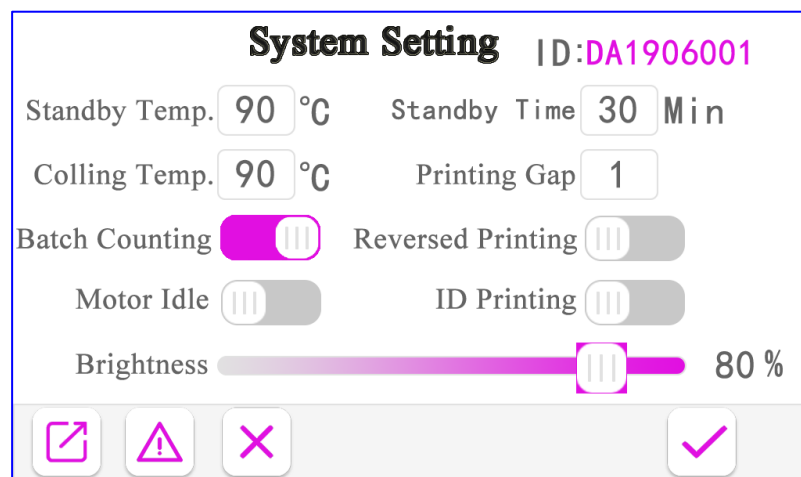 System Setting ID:DA1906001
Standby Temp. 90 °C Standby Time 30 Min
Colling Temp. 90 °C Printing Gap 1
Batch Counting Reversed Printing
Motor Idle ID Printing
Brightness 80%